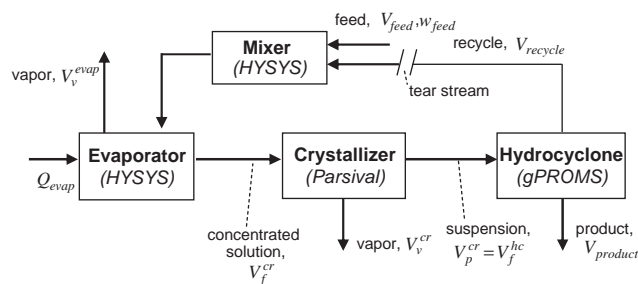 feed, V_feed, w_feed
Mixer
(HYSYS)
recycle, V_recycle
vapor, V_v^evap
tear stream
Evaporator
(HYSYS)
Crystallizer
(Parsival)
Hydrocyclone
(gPROMS)
Q_evap
concentrated
solution,
V_f^cr
vapor, V_v^cr
suspension,
V_p^cr = V_f^hc
product,
V_product